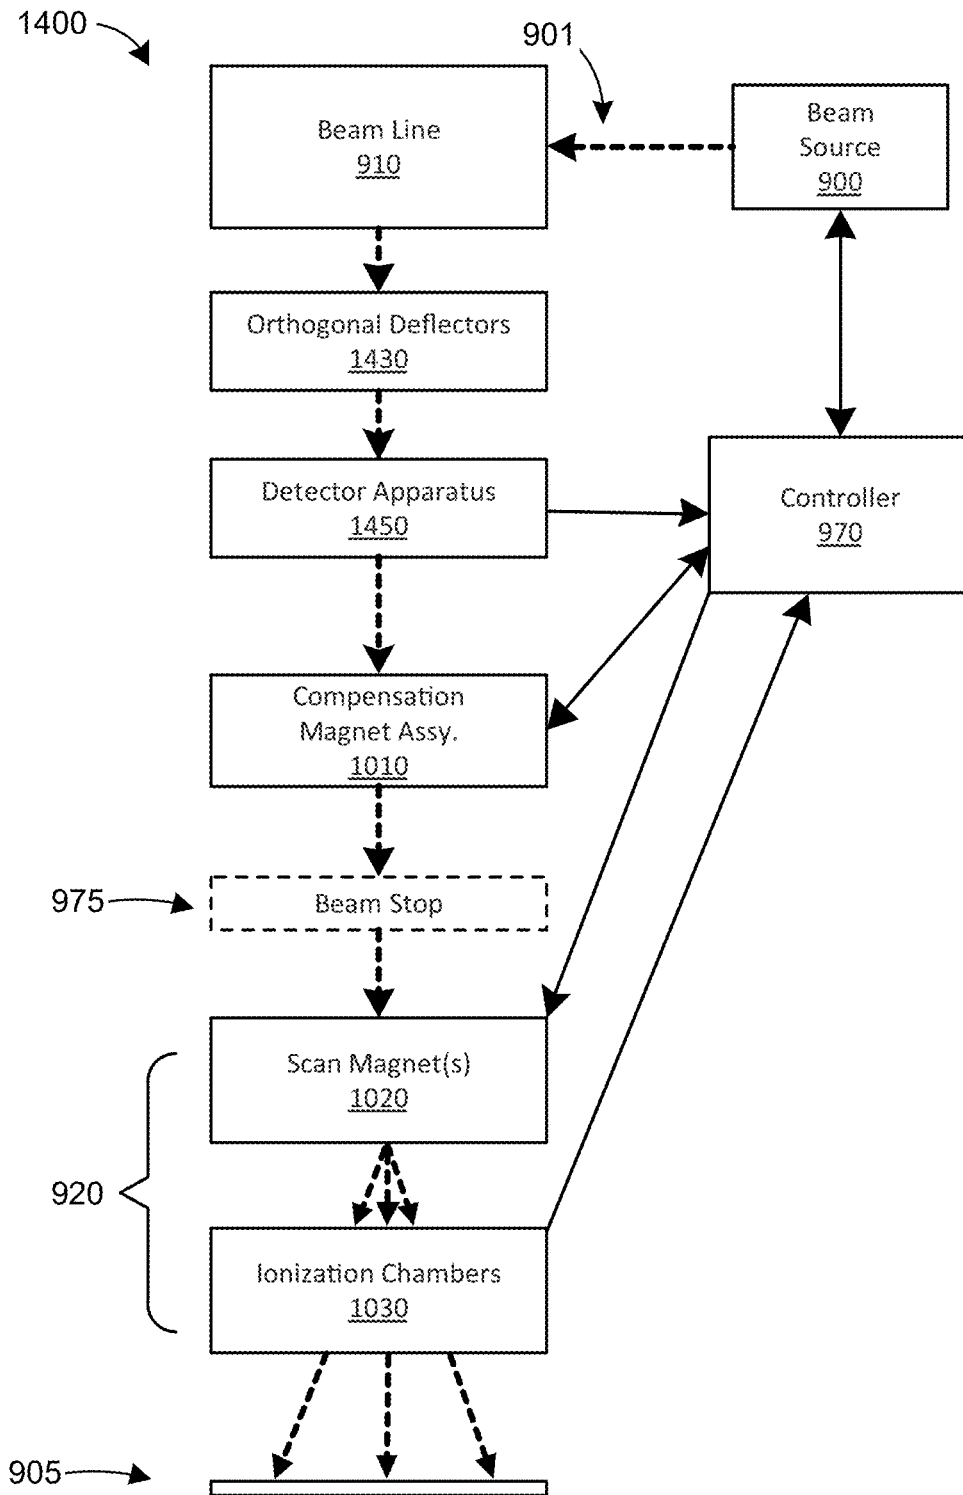 1400
901
Beam Line
910
Beam
Source
900
Orthogonal Deflectors
1430
Detector Apparatus
1450
Controller
970
Compensation
Magnet Assy.
1010
975
Beam Stop
Scan Magnet(s)
1020
920
Ionization Chambers
1030
905